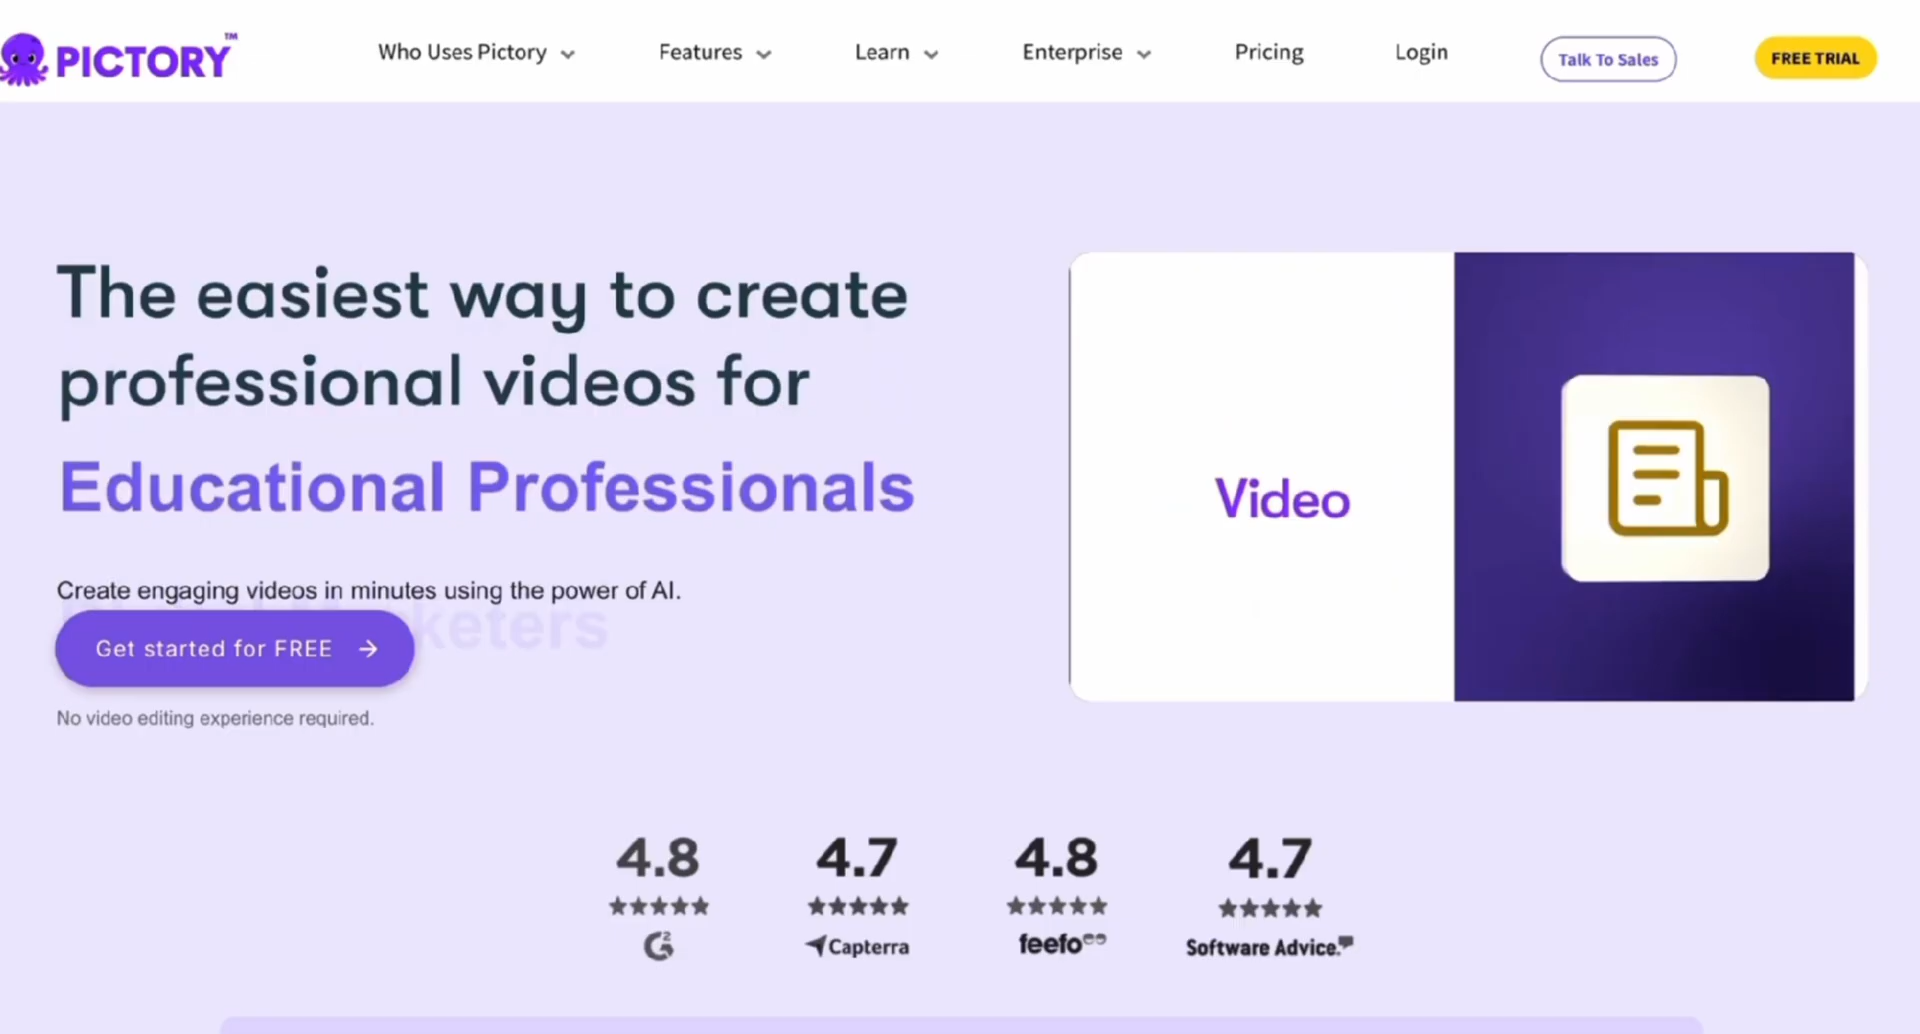 PICTORY™
Who Uses Pictory
Features
Learn
Enterprise
Pricing
Login
Talk To Sales
FREE TRIAL
The easiest way to create
professional videos for
Educational Professionals
Create engaging videos in minutes using the power of AI.
Get started for FREE →
No video editing experience required.
Video
4.8
4.7
4.8
4.7
G2
Capterra
feefo
Software Advice.